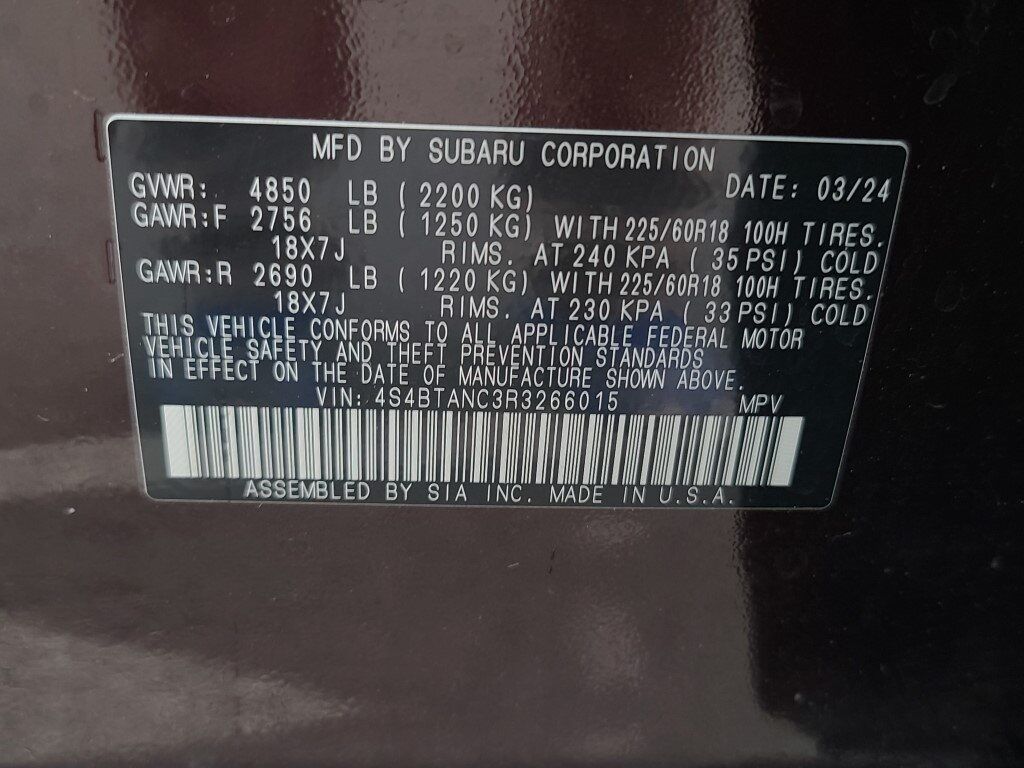 MFD BY SUBARU CORPORATION
GVWR: 4850 LB ( 2200 KG) DATE: 03/24
GAWR:F 2756 LB ( 1250 KG) WITH 225/60R18 100H TIRES.
18X7J RIMS. AT 240 KPA ( 35 PSI) COLD
GAWR:R 2690 LB ( 1220 KG) WITH 225/60R18 100H TIRES.
18X7J RIMS. AT 230 KPA ( 33 PSI) COLD
THIS VEHICLE CONFORMS TO ALL APPLICABLE FEDERAL MOTOR
VEHICLE SAFETY AND THEFT PREVENTION STANDARDS
IN EFFECT ON THE DATE OF MANUFACTURE SHOWN ABOVE.
VIN: 4S4BTANC3R3266015 MPV
ASSEMBLED BY SIA INC. MADE IN U.S.A.